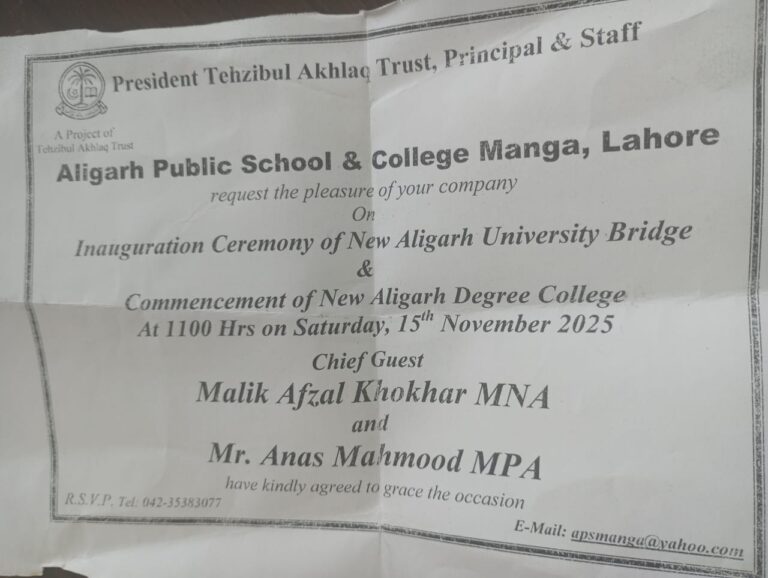 President Tehzibul Akhlaq Trust, Principal & Staff
A Project of
Tehzibul Akhlaq Trust
Aligarh Public School & College Manga, Lahore
request the pleasure of your company
On
Inauguration Ceremony of New Aligarh University Bridge
&
Commencement of New Aligarh Degree College
At 1100 Hrs on Saturday, 15th November 2025
Chief Guest
Malik Afzal Khokhar MNA
and
Mr. Anas Mahmood MPA
have kindly agreed to grace the occasion
R.S.V.P. Tel: 042-35383077
E-Mail: apsmanga@yahoo.com